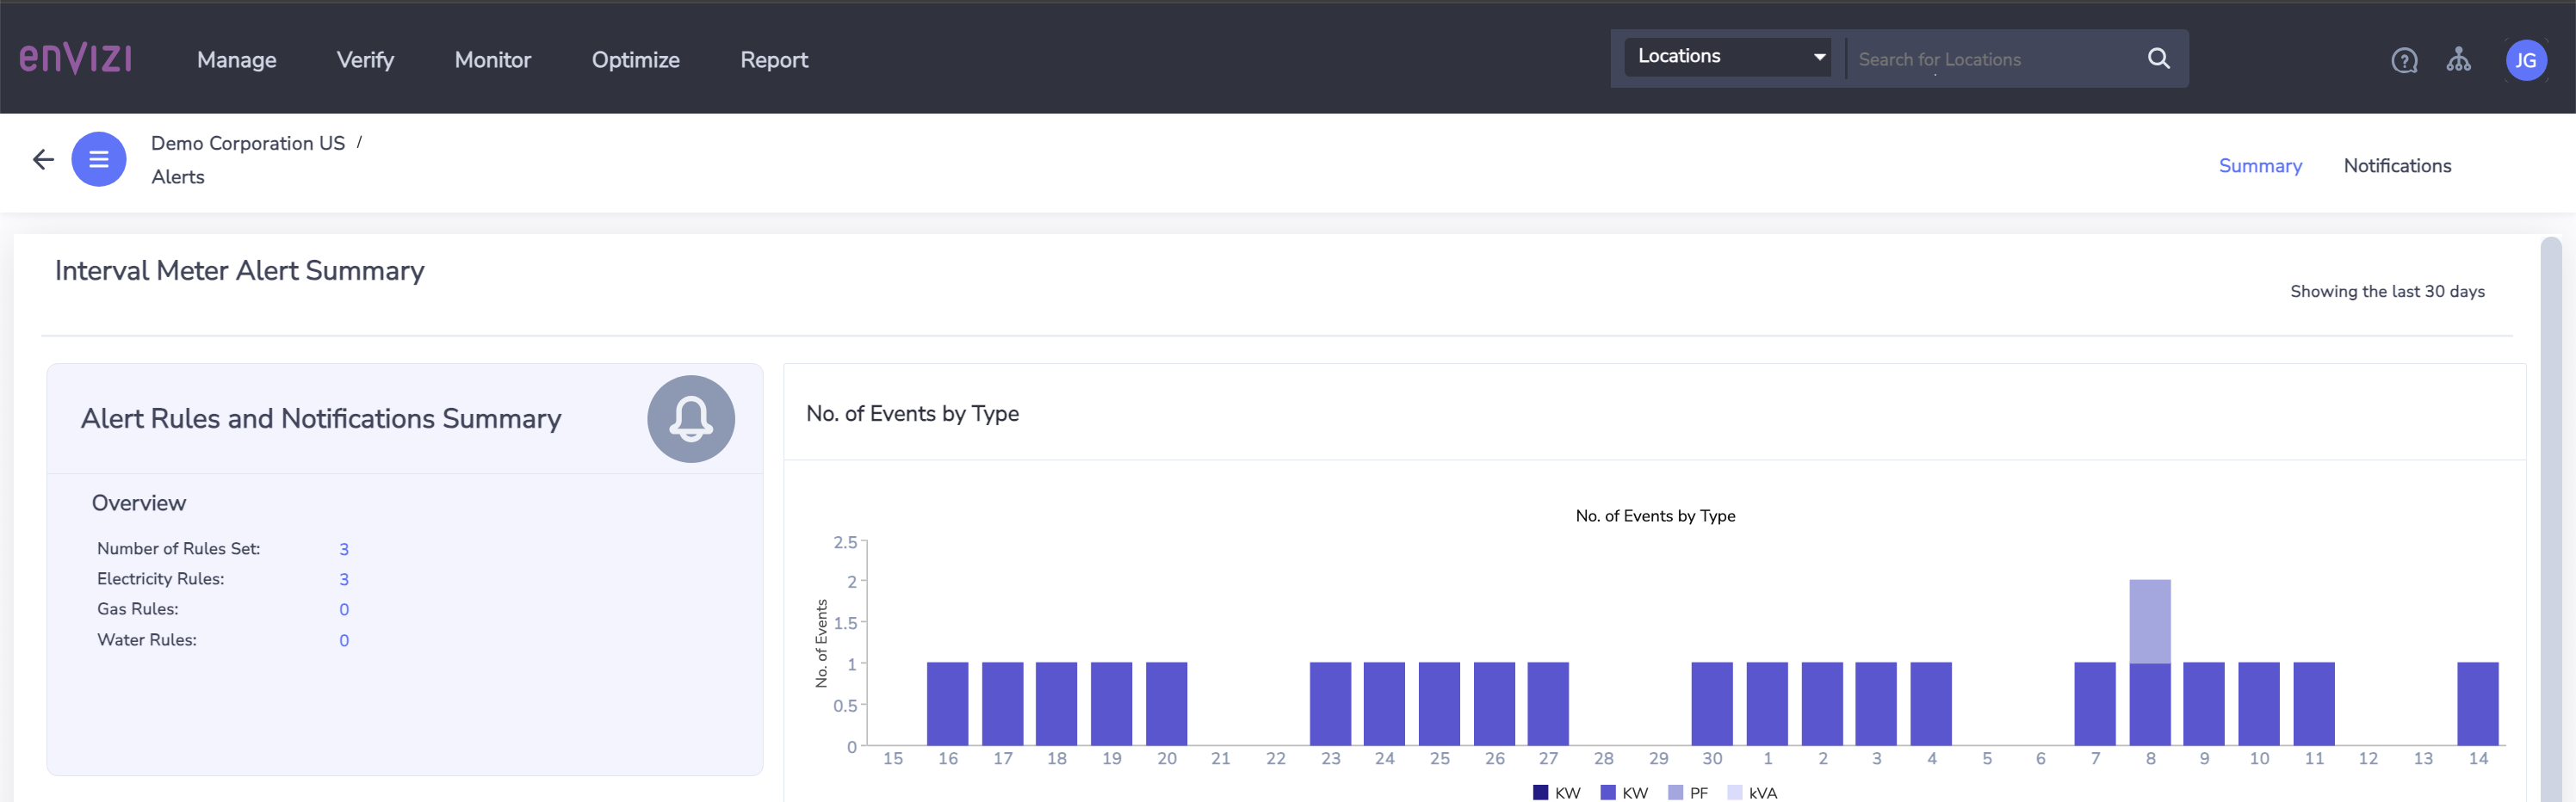 enVIZI
Manage Verify Monitor Optimize Report
Locations
Search for Locations
JG
Demo Corporation US /
Alerts
Summary Notifications
Interval Meter Alert Summary
Showing the last 30 days
Alert Rules and Notifications Summary
Overview
Number of Rules Set: 3
Electricity Rules: 3
Gas Rules: 0
Water Rules: 0
No. of Events by Type
No. of Events by Type
No. of Events
2.5
2
1.5
1
0.5
0
15 16 17 18 19 20 21 22 23 24 25 26 27 28 29 30 1 2 3 4 5 6 7 8 9 10 11 12 13 14
KW KW PF kVA